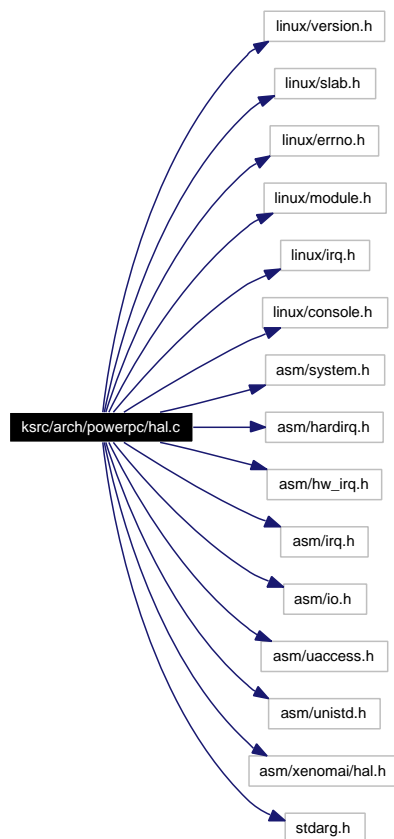 linux/version.h
linux/slab.h
linux/errno.h
linux/module.h
linux/irq.h
linux/console.h
asm/system.h
ksrc/arch/powerpc/hal.c
asm/hardirq.h
asm/hw_irq.h
asm/irq.h
asm/io.h
asm/uaccess.h
asm/unistd.h
asm/xenomai/hal.h
stdarg.h